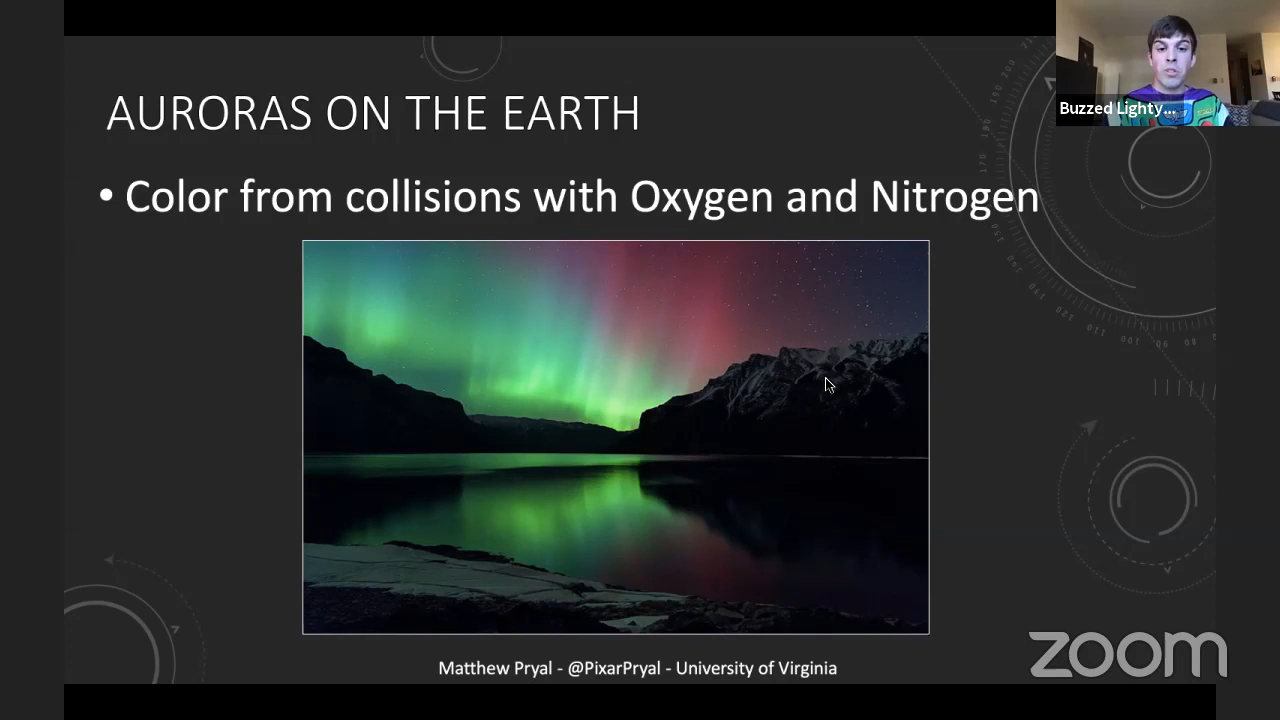 AURORAS ON THE EARTH
Buzzed Lighty...
• Color from collisions with Oxygen and Nitrogen
Matthew Pryal - @PixarPryal - University of Virginia
zoom